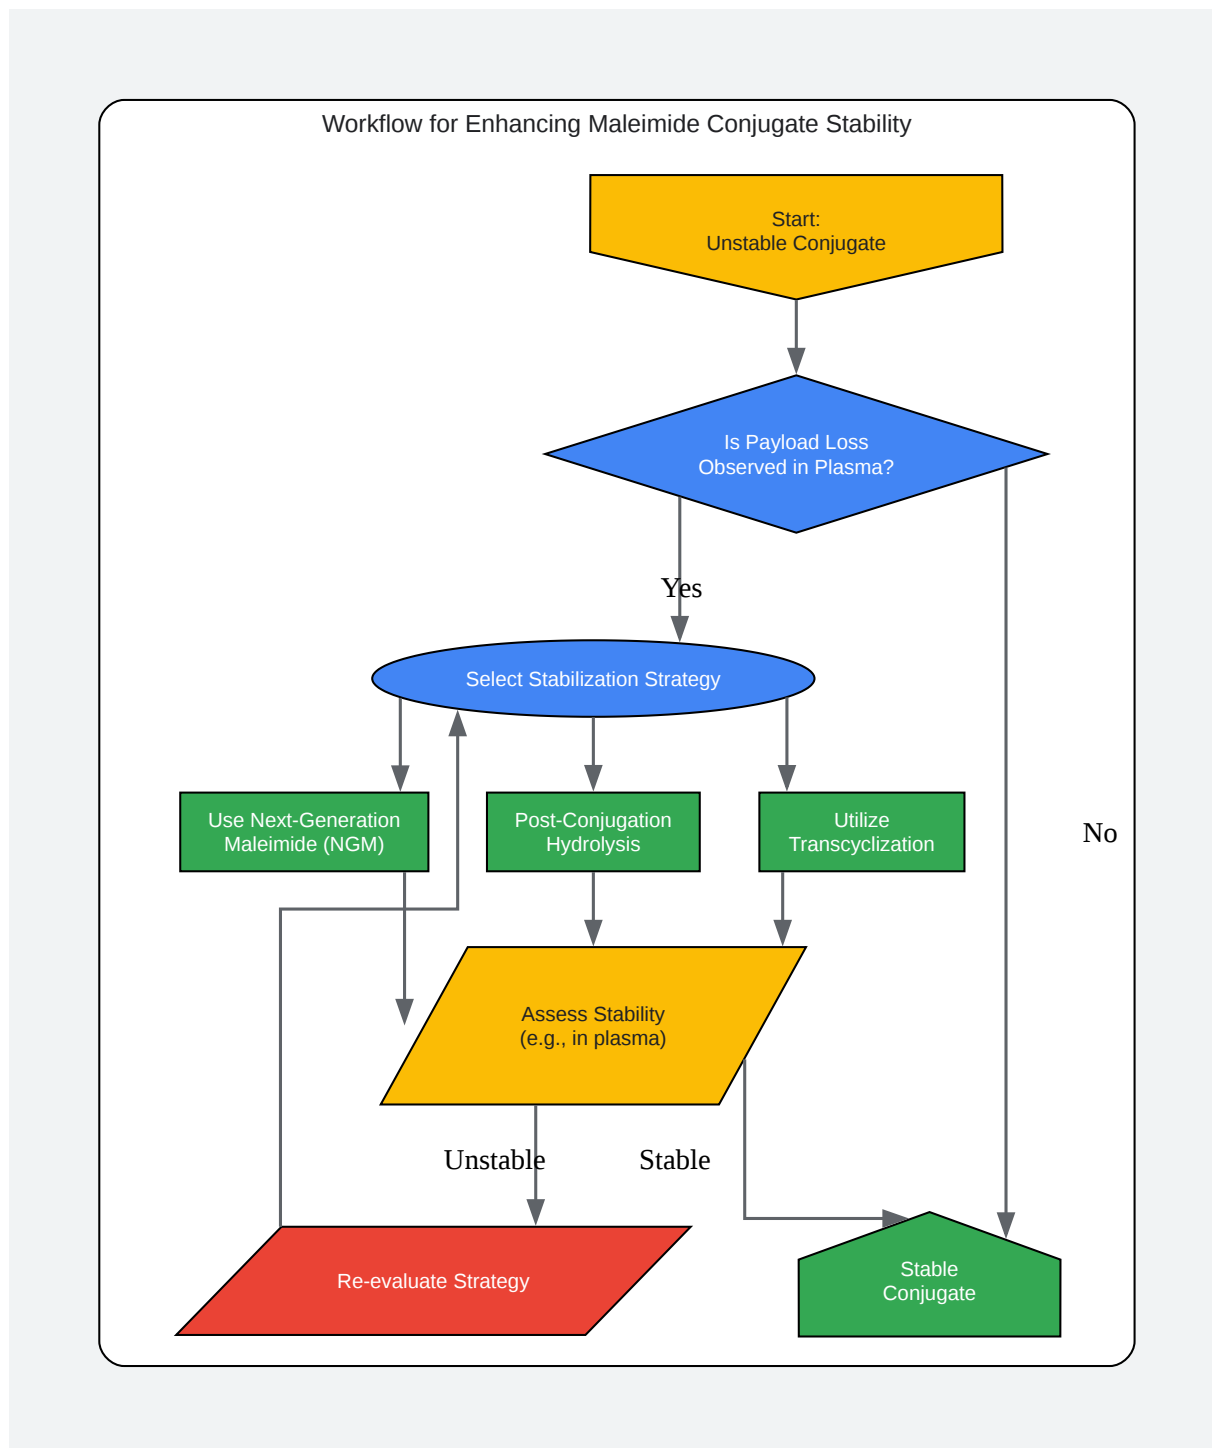 Workflow for Enhancing Maleimide Conjugate Stability
Start:
Unstable Conjugate
Is Payload Loss
Observed in Plasma?
Yes
Select Stabilization Strategy
Use Next-Generation
Maleimide (NGM)
Post-Conjugation
Hydrolysis
Utilize
Transcyclization
No
Assess Stability
(e.g., in plasma)
Unstable
Stable
Re-evaluate Strategy
Stable
Conjugate